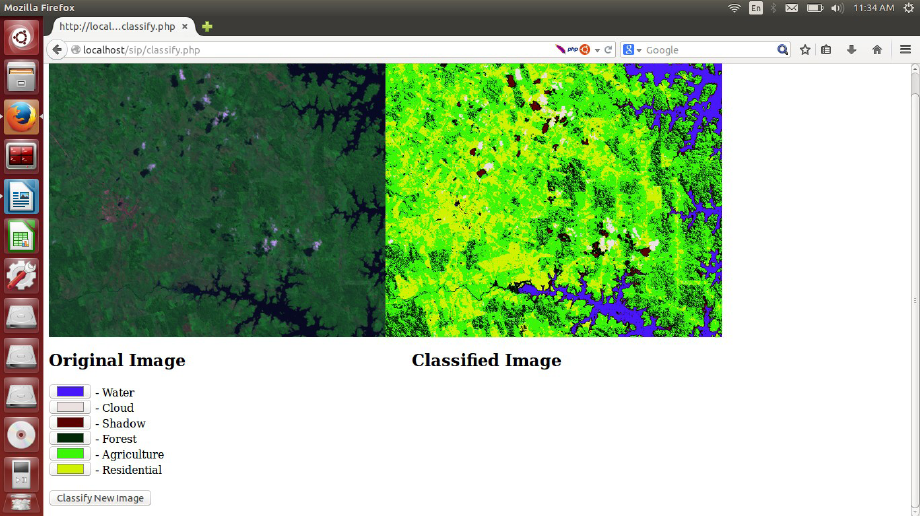 Mozilla Firefox
En
11:34 AM
http://local...classify.php
localhost/sip/classify.php
php
Google
Original Image
Classified Image
- Water
- Cloud
- Shadow
- Forest
- Agriculture
- Residential
Classify New Image